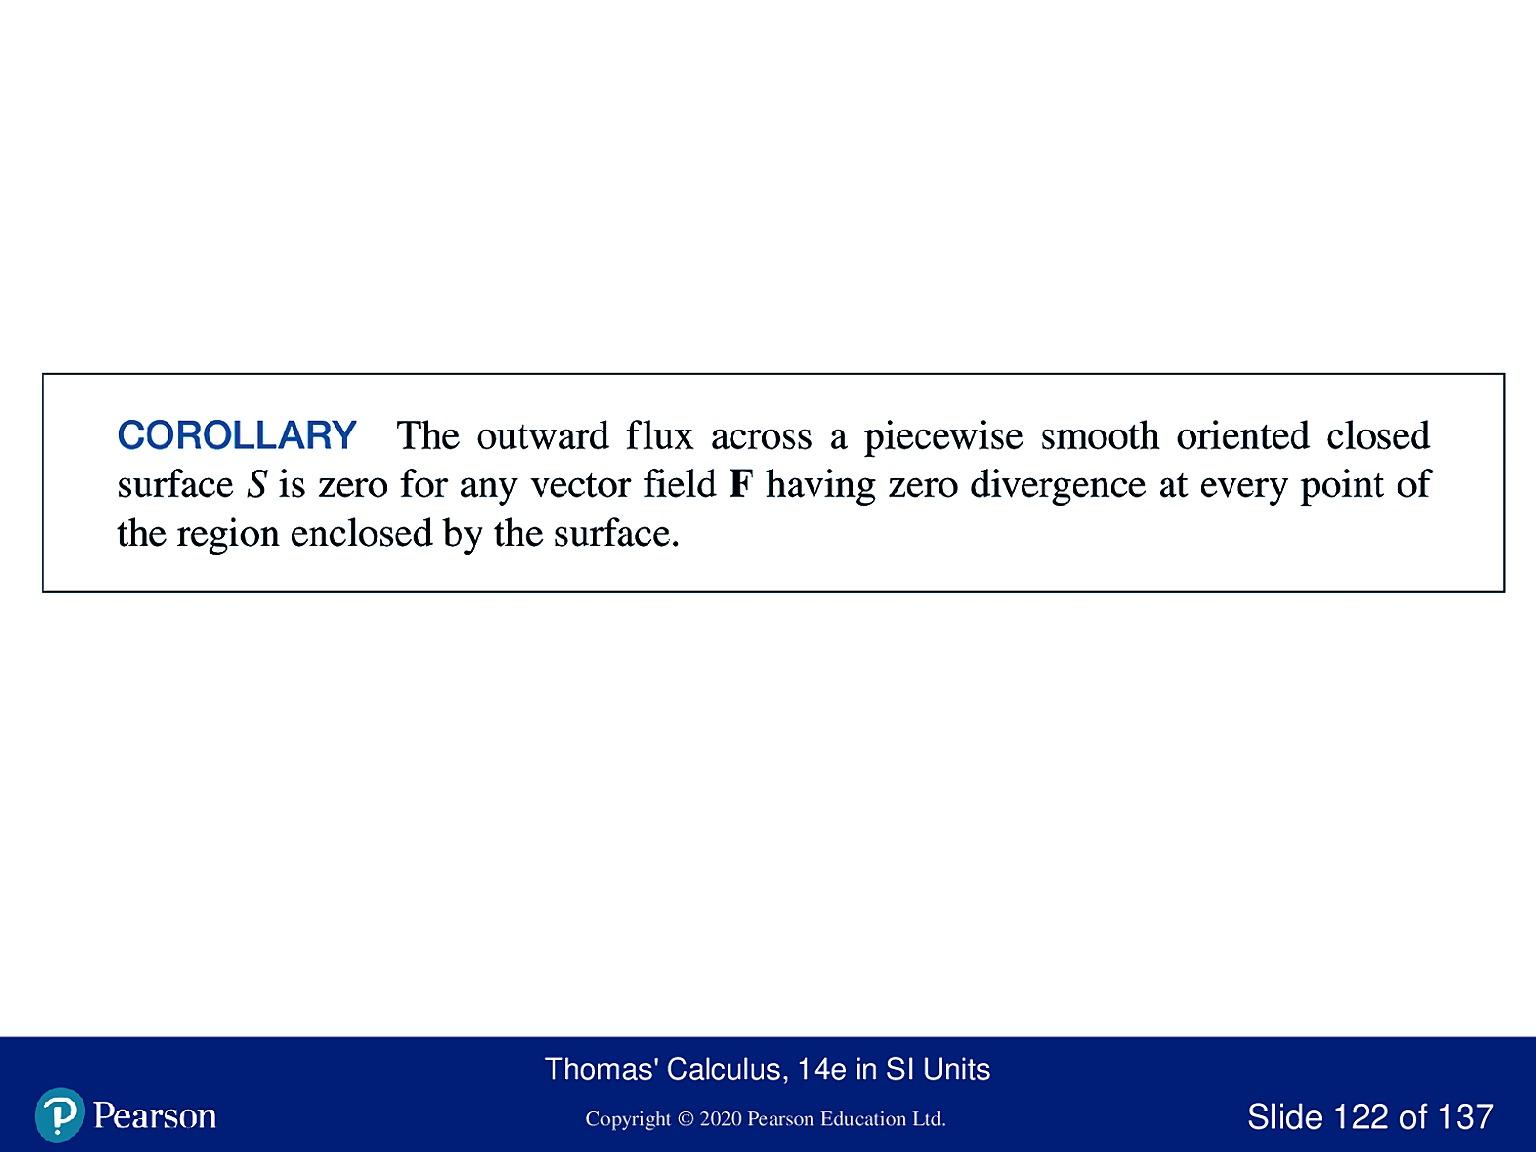 COROLLARY The outward flux across a piecewise smooth oriented closed
surface S is zero for any vector field F having zero divergence at every point of
the region enclosed by the surface.
Thomas' Calculus, 14e in SI Units
Pearson
Copyright © 2020 Pearson Education Ltd.
Slide 122 of 137